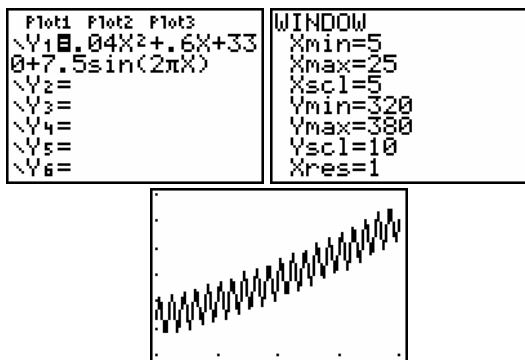 Plot1 Plot2 Plot3
\Y₁=.04X²+.6X+33
0+7.5sin(2πX)
\Y₂=
\Y₃=
\Y₄=
\Y₅=
\Y₆=
WINDOW
Xmin=5
Xmax=25
Xscl=5
Ymin=320
Ymax=380
Yscl=10
Xres=1